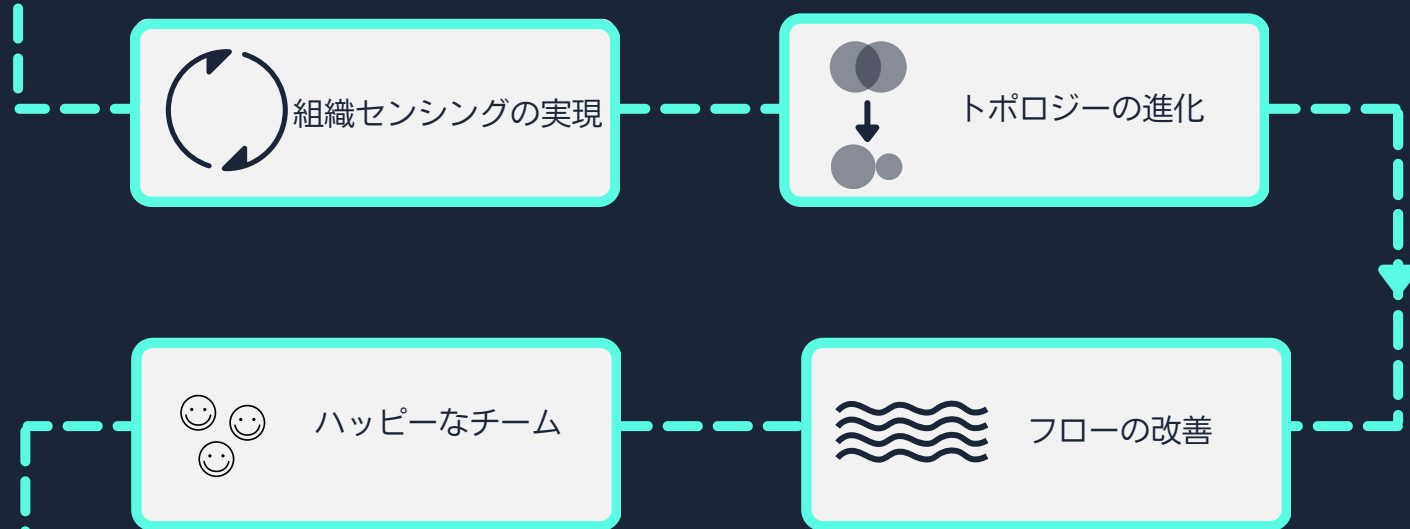 組織センシングの実現
トポロジーの進化
ハッピーなチーム
フローの改善